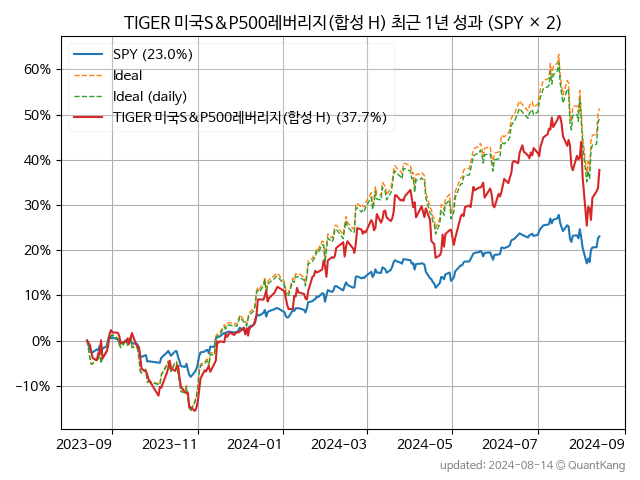 TIGER 미국S&P500레버리지(합성 H) 최근 1년 성과 (SPY × 2)
SPY (23.0%)
Ideal
Ideal (daily)
TIGER 미국S&P500레버리지(합성 H) (37.7%)
60%
50%
40%
30%
20%
10%
0%
−10%
2023-09 2023-11 2024-01 2024-03 2024-05 2024-07 2024-09
updated: 2024-08-14 © QuantKang